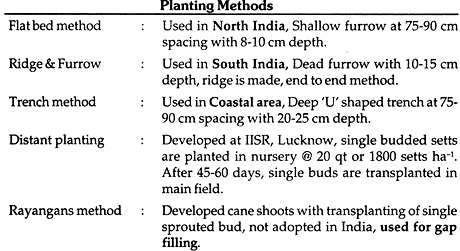 Planting Methods
Flat bed method : Used in North India, Shallow furrow at 75-90 cm
spacing with 8-10 cm depth.
Ridge & Furrow : Used in South India, Dead furrow with 10-15 cm
depth, ridge is made, end to end method.
Trench method : Used in Coastal area, Deep 'U' shaped trench at 75-
90 cm spacing with 20-25 cm depth.
Distant planting : Developed at IISR, Lucknow, single budded setts
are planted in nursery @ 20 qt or 1800 setts ha⁻¹.
After 45-60 days, single buds are transplanted in
main field.
Rayangans method : Developed cane shoots with transplanting of single
sprouted bud, not adopted in India, used for gap
filling.